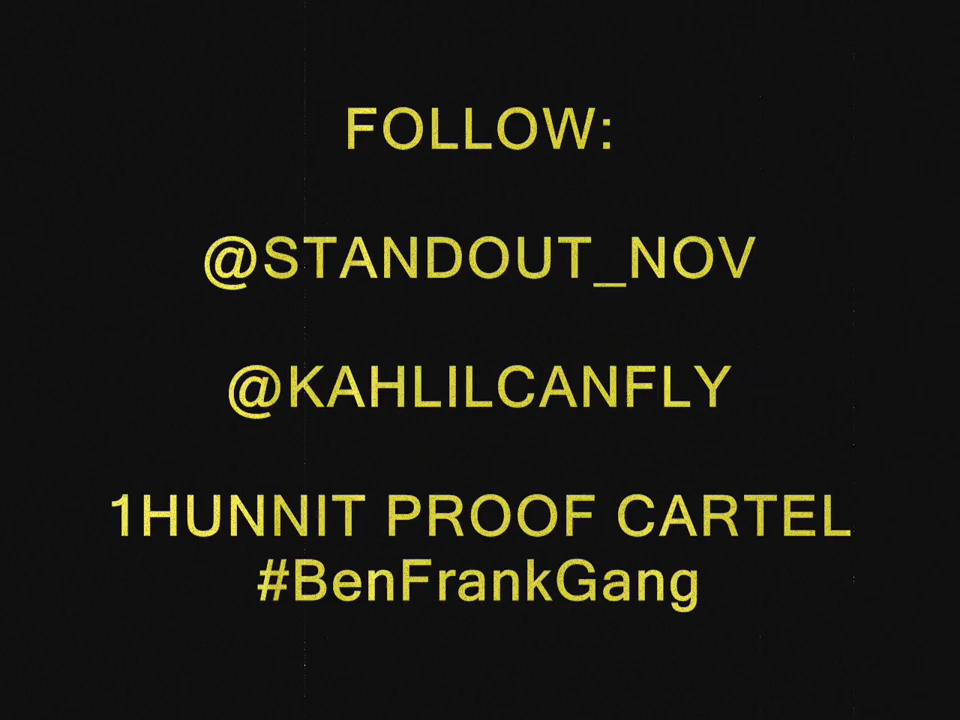 FOLLOW:
@STANDOUT_NOV
@KAHLILCANFLY
1HUNNIT PROOF CARTEL
#BenFrankGang